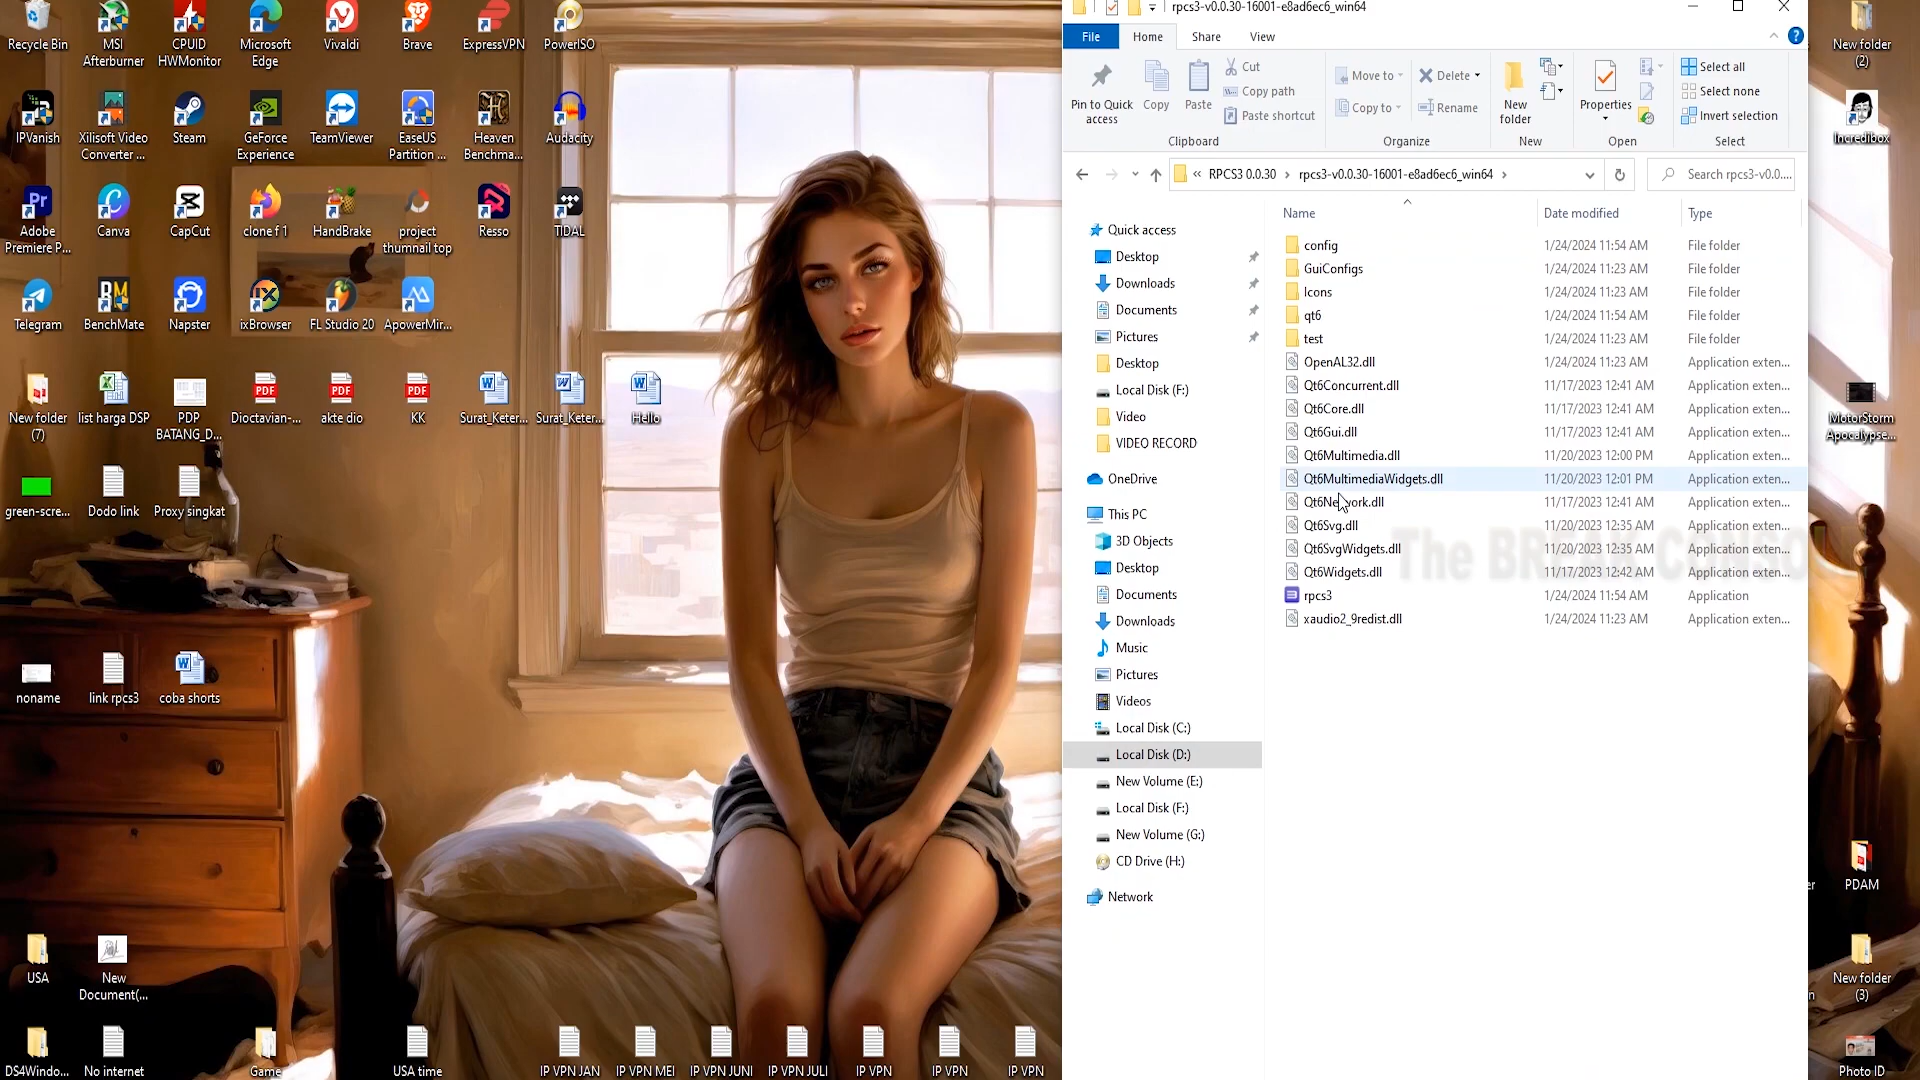 Recycle Bin
MSI
Afterburner
CPUID
HWMonitor
Microsoft
Edge
Vivaldi
Brave
ExpressVPN
PowerISO
IPVanish
Xilisoft Video
Converter ...
Steam
GeForce
Experience
TeamViewer
EaseUS
Partition ...
Heaven
Benchma...
Audacity
Adobe
Premiere P...
Canva
CapCut
clone f 1
HandBrake
project
thumnail top
Resso
TIDAL
Telegram
BenchMate
Napster
ixBrowser
FL Studio 20
ApowerMir...
New folder
(7)
list harga DSP
PDP
BATANG_D...
Dioctavian-...
akte dio
KK
Surat_Keter...
Surat_Keter...
Hello
green-scre...
Dodo link
Proxy singkat
noname
link rpcs3
coba shorts
USA
New
Document(...
DS4Windo...
No internet
Game
USA time
IP VPN JAN
IP VPN MEI
IP VPN JUNI
IP VPN JULI
IP VPN
IP VPN
IP VPN
rpcs3-v0.0.30-16001-e8ad6ec6_win64
File
Home
Share
View
Pin to Quick
access
Copy
Paste
Cut
Copy path
Paste shortcut
Clipboard
Move to
Copy to
Delete
Rename
Organize
New
folder
New
Properties
Open
Select all
Select none
Invert selection
Select
« RPCS3 0.0.30 › rpcs3-v0.0.30-16001-e8ad6ec6_win64 ›
Search rpcs3-v0.0....
Quick access
Desktop
Downloads
Documents
Pictures
Desktop
Local Disk (F:)
Video
VIDEO RECORD
OneDrive
This PC
3D Objects
Desktop
Documents
Downloads
Music
Pictures
Videos
Local Disk (C:)
Local Disk (D:)
New Volume (E:)
Local Disk (F:)
New Volume (G:)
CD Drive (H:)
Network
Name Date modified Type
config 1/24/2024 11:54 AM File folder
GuiConfigs 1/24/2024 11:23 AM File folder
Icons 1/24/2024 11:23 AM File folder
qt6 1/24/2024 11:54 AM File folder
test 1/24/2024 11:23 AM File folder
OpenAL32.dll 1/24/2024 11:23 AM Application exten...
Qt6Concurrent.dll 11/17/2023 12:41 AM Application exten...
Qt6Core.dll 11/17/2023 12:41 AM Application exten...
Qt6Gui.dll 11/17/2023 12:41 AM Application exten...
Qt6Multimedia.dll 11/20/2023 12:00 PM Application exten...
Qt6MultimediaWidgets.dll 11/20/2023 12:01 PM Application exten...
Qt6Network.dll 11/17/2023 12:41 AM Application exten...
Qt6Svg.dll 11/20/2023 12:35 AM Application exten...
Qt6SvgWidgets.dll 11/20/2023 12:35 AM Application exten...
Qt6Widgets.dll 11/17/2023 12:42 AM Application exten...
rpcs3 1/24/2024 11:54 AM Application
xaudio2_9redist.dll 1/24/2024 11:23 AM Application exten...
The BREAK CONSO
New folder
(2)
Incredibox
MotorStorm
Apocalypse...
PDAM
New folder
(3)
Photo ID